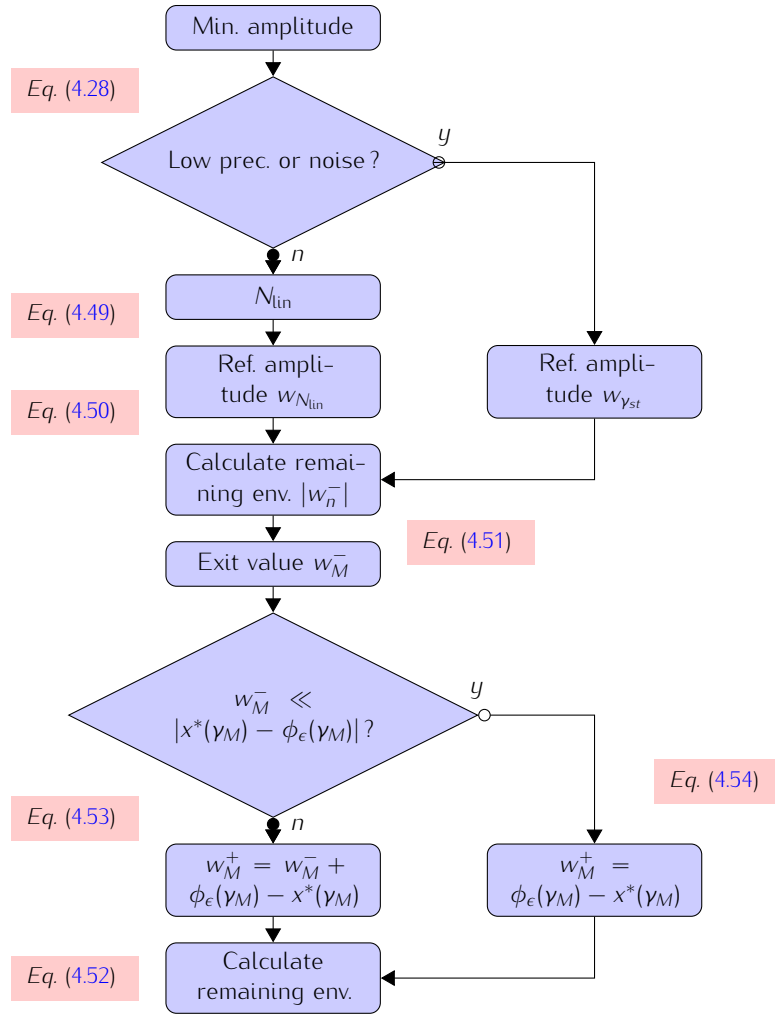 Min. amplitude
Eq. (4.28)
y
Low prec. or noise ?
n
N_lin
Eq. (4.49)
Ref. ampli-
tude w_{N_lin}
Ref. ampli-
tude w_{γ_st}
Eq. (4.50)
Calculate remai-
ning env. |w_n^-|
Eq. (4.51)
Exit value w_M^-
y
w_M^- ≪
|x*(γ_M) − ϕ_ϵ(γ_M)| ?
Eq. (4.54)
Eq. (4.53)
n
w_M^+ = w_M^- +
ϕ_ϵ(γ_M) − x*(γ_M)
w_M^+ =
ϕ_ϵ(γ_M) − x*(γ_M)
Calculate
remaining env.
Eq. (4.52)